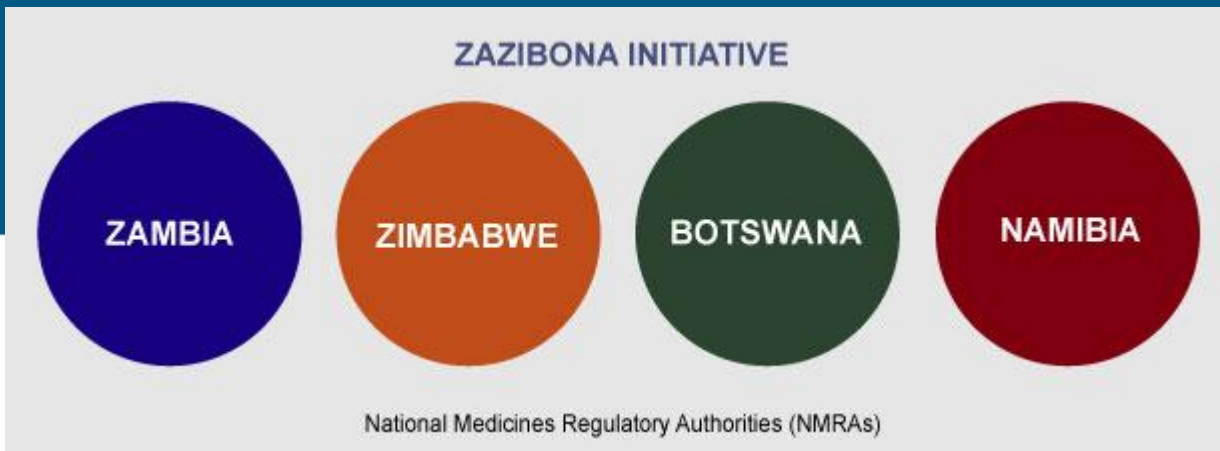 ZAZIBONA INITIATIVE
ZAMBIA
ZIMBABWE
BOTSWANA
NAMIBIA
National Medicines Regulatory Authorities (NMRAs)